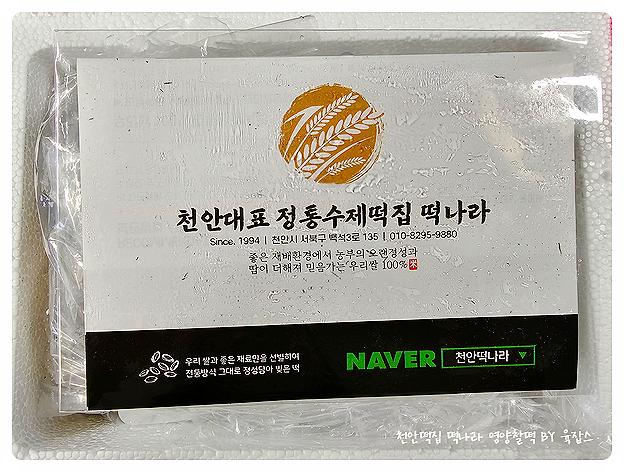 천안대표 정통수제떡집 떡나라
Since. 1994 | 천안시 서북구 백석3로 135 | 010-8295-9880
좋은 재배환경에서 농부의 오랜정성과
땀이 더해져 믿음가는 우리쌀 100% 米
우리 쌀과 좋은 재료만을 선별하여
전통방식 그대로 정성담아 빚은 떡
NAVER 천안떡나라
천안떡집 떡나라 영양찰떡 BY 육잡스